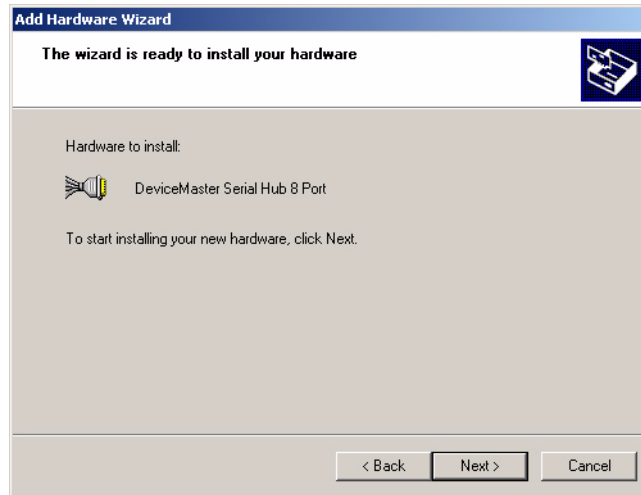 Add Hardware Wizard
The wizard is ready to install your hardware
Hardware to install:
DeviceMaster Serial Hub 8 Port
To start installing your new hardware, click Next.
< Back
Next >
Cancel